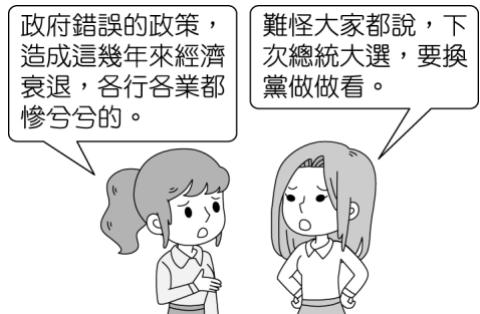 政府錯誤的政策，
造成這幾年來經濟
衰退，各行各業都
慘兮兮的。
難怪大家都說，下
次總統大選，要換
黨做做看。